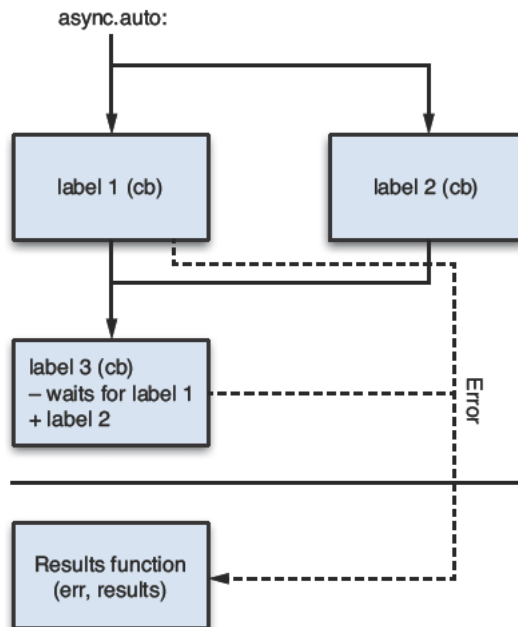 async.auto:
label 1 (cb)
label 2 (cb)
label 3 (cb)
– waits for label 1
+ label 2
Error
Results function
(err, results)